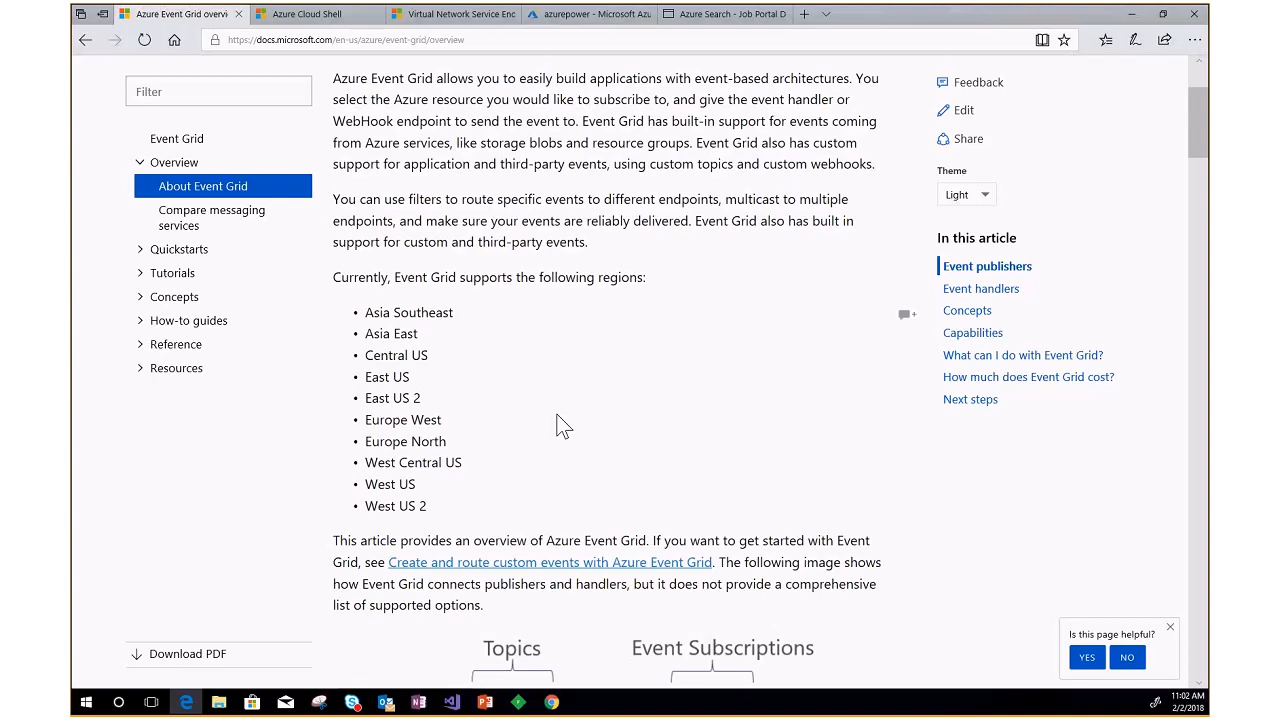 Azure Event Grid overvi
Azure Cloud Shell
Virtual Network Service Enc
azurepower - Microsoft Azu
Azure Search - Job Portal D
https://docs.microsoft.com/en-us/azure/event-grid/overview
Filter
Event Grid
Overview
About Event Grid
Compare messaging
services
Quickstarts
Tutorials
Concepts
How-to guides
Reference
Resources
Download PDF
Azure Event Grid allows you to easily build applications with event-based architectures. You
select the Azure resource you would like to subscribe to, and give the event handler or
WebHook endpoint to send the event to. Event Grid has built-in support for events coming
from Azure services, like storage blobs and resource groups. Event Grid also has custom
support for application and third-party events, using custom topics and custom webhooks.
You can use filters to route specific events to different endpoints, multicast to multiple
endpoints, and make sure your events are reliably delivered. Event Grid also has built in
support for custom and third-party events.
Currently, Event Grid supports the following regions:
• Asia Southeast
• Asia East
• Central US
• East US
• East US 2
• Europe West
• Europe North
• West Central US
• West US
• West US 2
This article provides an overview of Azure Event Grid. If you want to get started with Event
Grid, see Create and route custom events with Azure Event Grid. The following image shows
how Event Grid connects publishers and handlers, but it does not provide a comprehensive
list of supported options.
Topics
Event Subscriptions
Feedback
Edit
Share
Theme
Light
In this article
Event publishers
Event handlers
Concepts
Capabilities
What can I do with Event Grid?
How much does Event Grid cost?
Next steps
Is this page helpful?
YES
NO
11:02 AM
2/2/2018